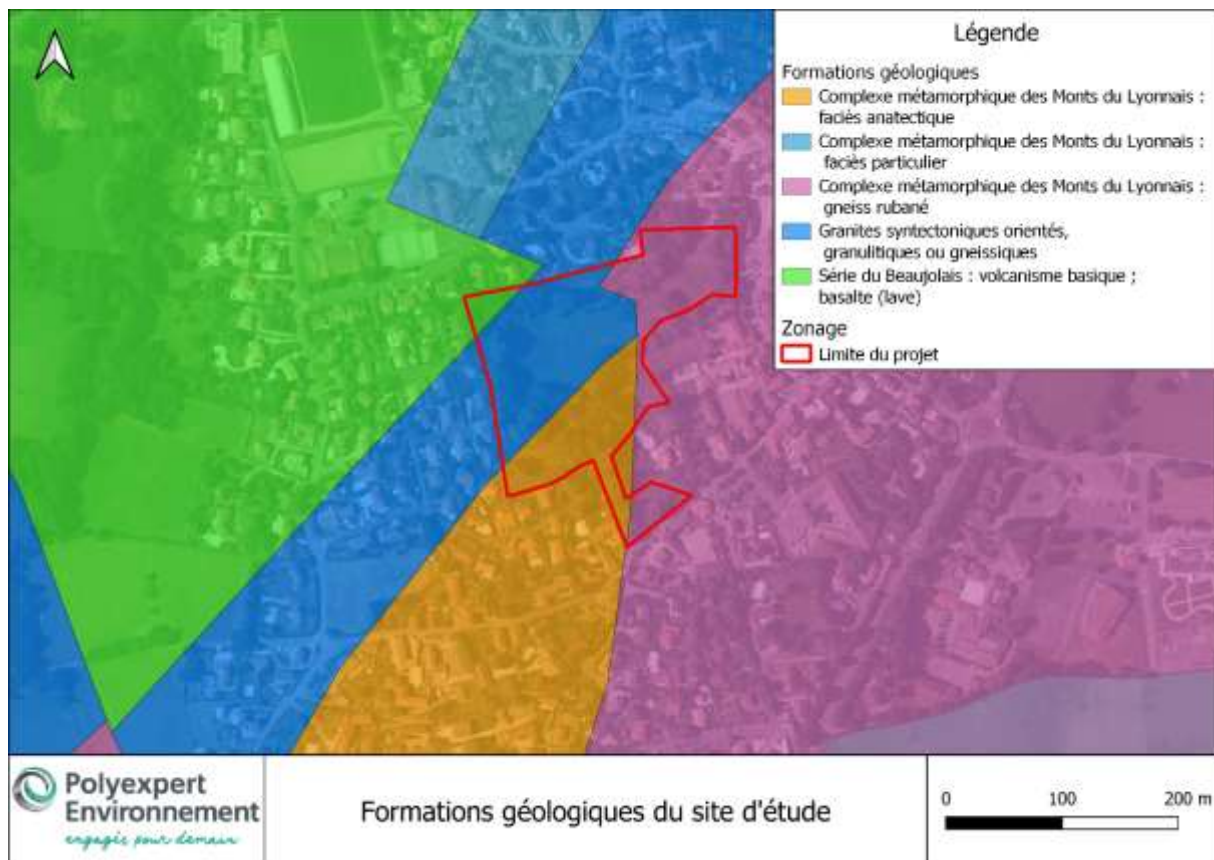 Légende
Formations géologiques
Complexe métamorphique des Monts du Lyonnais :
faciès anatectique
Complexe métamorphique des Monts du Lyonnais :
faciès particulier
Complexe métamorphique des Monts du Lyonnais :
gneiss rubané
Granites syntectoniques orientés,
granulitiques ou gneissiques
Série du Beaujolais : volcanisme basique ;
basalte (lave)
Zonage
Limite du projet
Polyexpert
Environnement
engagés pour demain
Formations géologiques du site d'étude
0 100 200 m